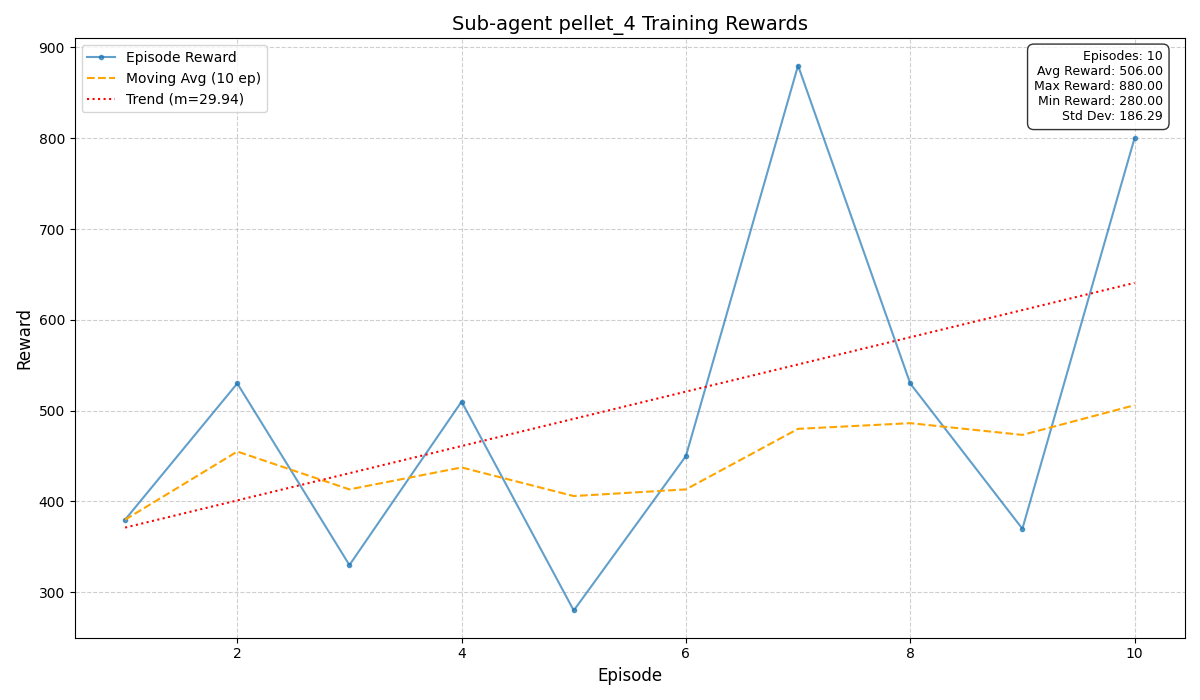 Sub-agent pellet_4 Training Rewards
Episode Reward
Moving Avg (10 ep)
Trend (m=29.94)
Episodes: 10
Avg Reward: 506.00
Max Reward: 880.00
Min Reward: 280.00
Std Dev: 186.29
900
800
700
600
500
400
300
Reward
2 4 6 8 10
Episode